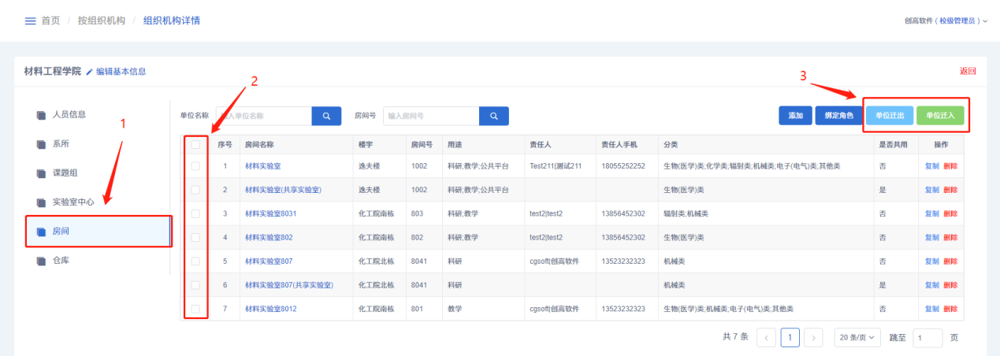 首页 / 按组织机构 / 组织机构详情
创高软件 ( 校级管理员 )
材料工程学院 编辑基本信息
返回
2
3
人员信息
1
系所
课题组
实验室中心
房间
仓库
单位名称 输入单位名称 房间号 输入房间号 添加 绑定角色 单位迁出 单位迁入
序号 房间名称 楼宇 房间号 用途 责任人 责任人手机 分类 是否共用 操作
1 材料实验室 逸夫楼 1002 科研;教学;公共平台 Test211|测试211 18055252252 生物(医学)类;化学类;辐射类;机械类;电子(电气)类;其他类 否 复制 删除
2 材料实验室(共享实验室) 逸夫楼 1002 科研;教学;公共平台 生物(医学)类 是 复制 删除
3 材料实验室8031 化工院南栋 803 科研;教学 test2|test2 13856452302 辐射类;机械类 否 复制 删除
4 材料实验室802 化工院南栋 802 科研;教学 test2|test2 13856452302 生物(医学)类 否 复制 删除
5 材料实验室807 化工院北栋 8041 科研 cgsoft|创高软件 13523232323 机械类 否 复制 删除
6 材料实验室807(共享实验室) 化工院北栋 8041 科研 机械类 是 复制 删除
7 材料实验室8012 化工院南栋 801 教学 cgsoft|创高软件 13523232323 生物(医学)类;机械类;电子(电气)类;其他类 否 复制 删除
共 7 条 < 1 > 20 条/页 跳至 1 页